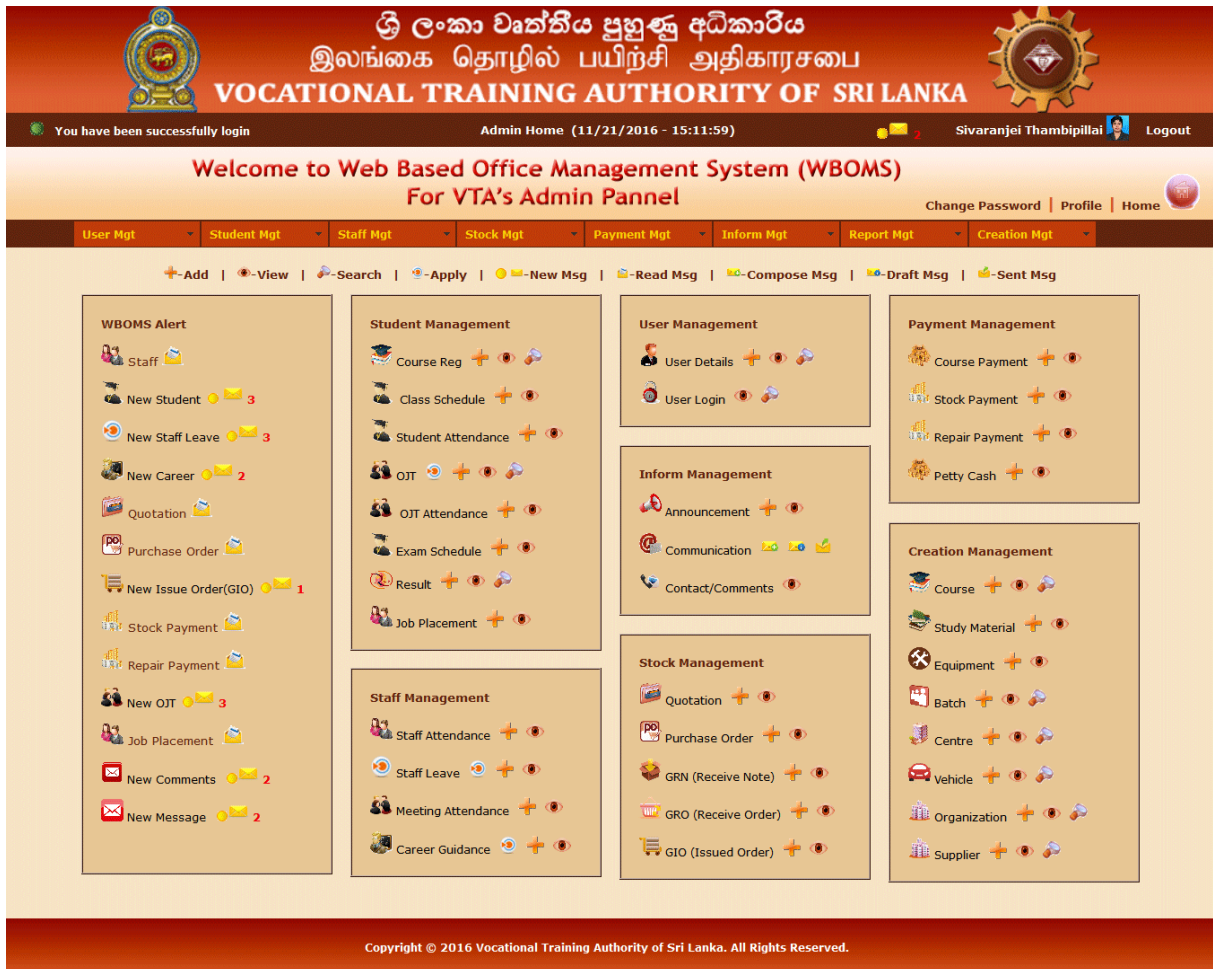 ශ්‍රී ලංකා වෘත්තීය පුහුණු අධිකාරිය
இலங்கை தொழில் பயிற்சி அதிகாரசபை
VOCATIONAL TRAINING AUTHORITY OF SRI LANKA
You have been successfully login Admin Home (11/21/2016 - 15:11:59) 2 Sivaranjei Thambipillai Logout
Welcome to Web Based Office Management System (WBOMS)
For VTA's Admin Pannel
Change Password | Profile | Home
User Mgt Student Mgt Staff Mgt Stock Mgt Payment Mgt Inform Mgt Report Mgt Creation Mgt
-Add | -View | -Search | -Apply | -New Msg | -Read Msg | -Compose Msg | -Draft Msg | -Sent Msg
WBOMS Alert
Staff
New Student 3
New Staff Leave 3
New Career 2
Quotation
Purchase Order
New Issue Order(GIO) 1
Stock Payment
Repair Payment
New OJT 3
Job Placement
New Comments 2
New Message 2
Student Management
Course Reg
Class Schedule
Student Attendance
OJT
OJT Attendance
Exam Schedule
Result
Job Placement
Staff Management
Staff Attendance
Staff Leave
Meeting Attendance
Career Guidance
User Management
User Details
User Login
Inform Management
Announcement
Communication
Contact/Comments
Stock Management
Quotation
Purchase Order
GRN (Receive Note)
GRO (Receive Order)
GIO (Issued Order)
Payment Management
Course Payment
Stock Payment
Repair Payment
Petty Cash
Creation Management
Course
Study Material
Equipment
Batch
Centre
Vehicle
Organization
Supplier
Copyright © 2016 Vocational Training Authority of Sri Lanka. All Rights Reserved.